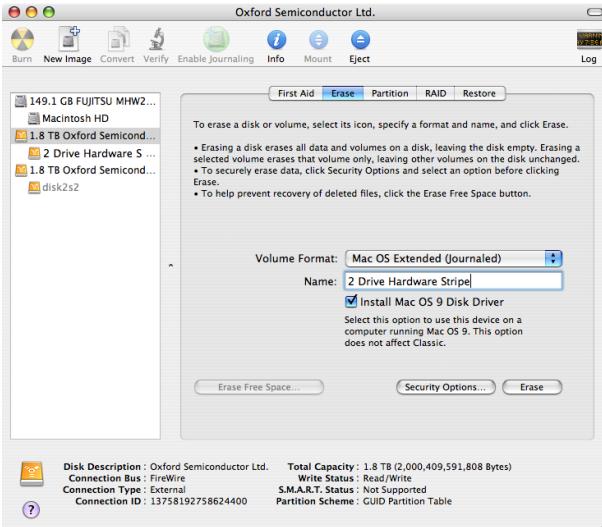 Oxford Semiconductor Ltd.
Burn New Image Convert Verify Enable Journaling Info Mount Eject Log
First Aid Erase Partition RAID Restore
149.1 GB FUJITSU MHW2...
Macintosh HD
1.8 TB Oxford Semicond...
2 Drive Hardware S ...
1.8 TB Oxford Semicond...
disk2s2
To erase a disk or volume, select its icon, specify a format and name, and click Erase.
• Erasing a disk erases all data and volumes on a disk, leaving the disk empty. Erasing a
selected volume erases that volume only, leaving other volumes on the disk unchanged.
• To securely erase data, click Security Options and select an option before clicking
Erase.
• To help prevent recovery of deleted files, click the Erase Free Space button.
Volume Format: Mac OS Extended (Journaled)
Name: 2 Drive Hardware Stripe
Install Mac OS 9 Disk Driver
Select this option to use this device on a
computer running Mac OS 9. This option
does not affect Classic.
Erase Free Space... Security Options... Erase
Disk Description : Oxford Semiconductor Ltd. Total Capacity : 1.8 TB (2,000,409,591,808 Bytes)
Connection Bus : FireWire Write Status : Read/Write
Connection Type : External S.M.A.R.T. Status : Not Supported
Connection ID : 13758192758624400 Partition Scheme : GUID Partition Table
?